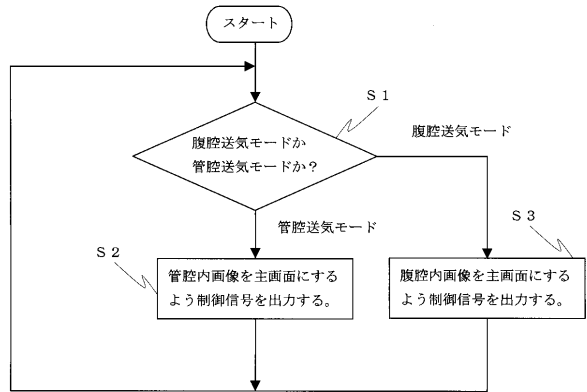 スタート
S1
腹腔送気モードか
管腔送気モードか？
腹腔送気モード
管腔送気モード
S2
管腔内画像を主画面にする
よう制御信号を出力する。
S3
腹腔内画像を主画面にする
よう制御信号を出力する。